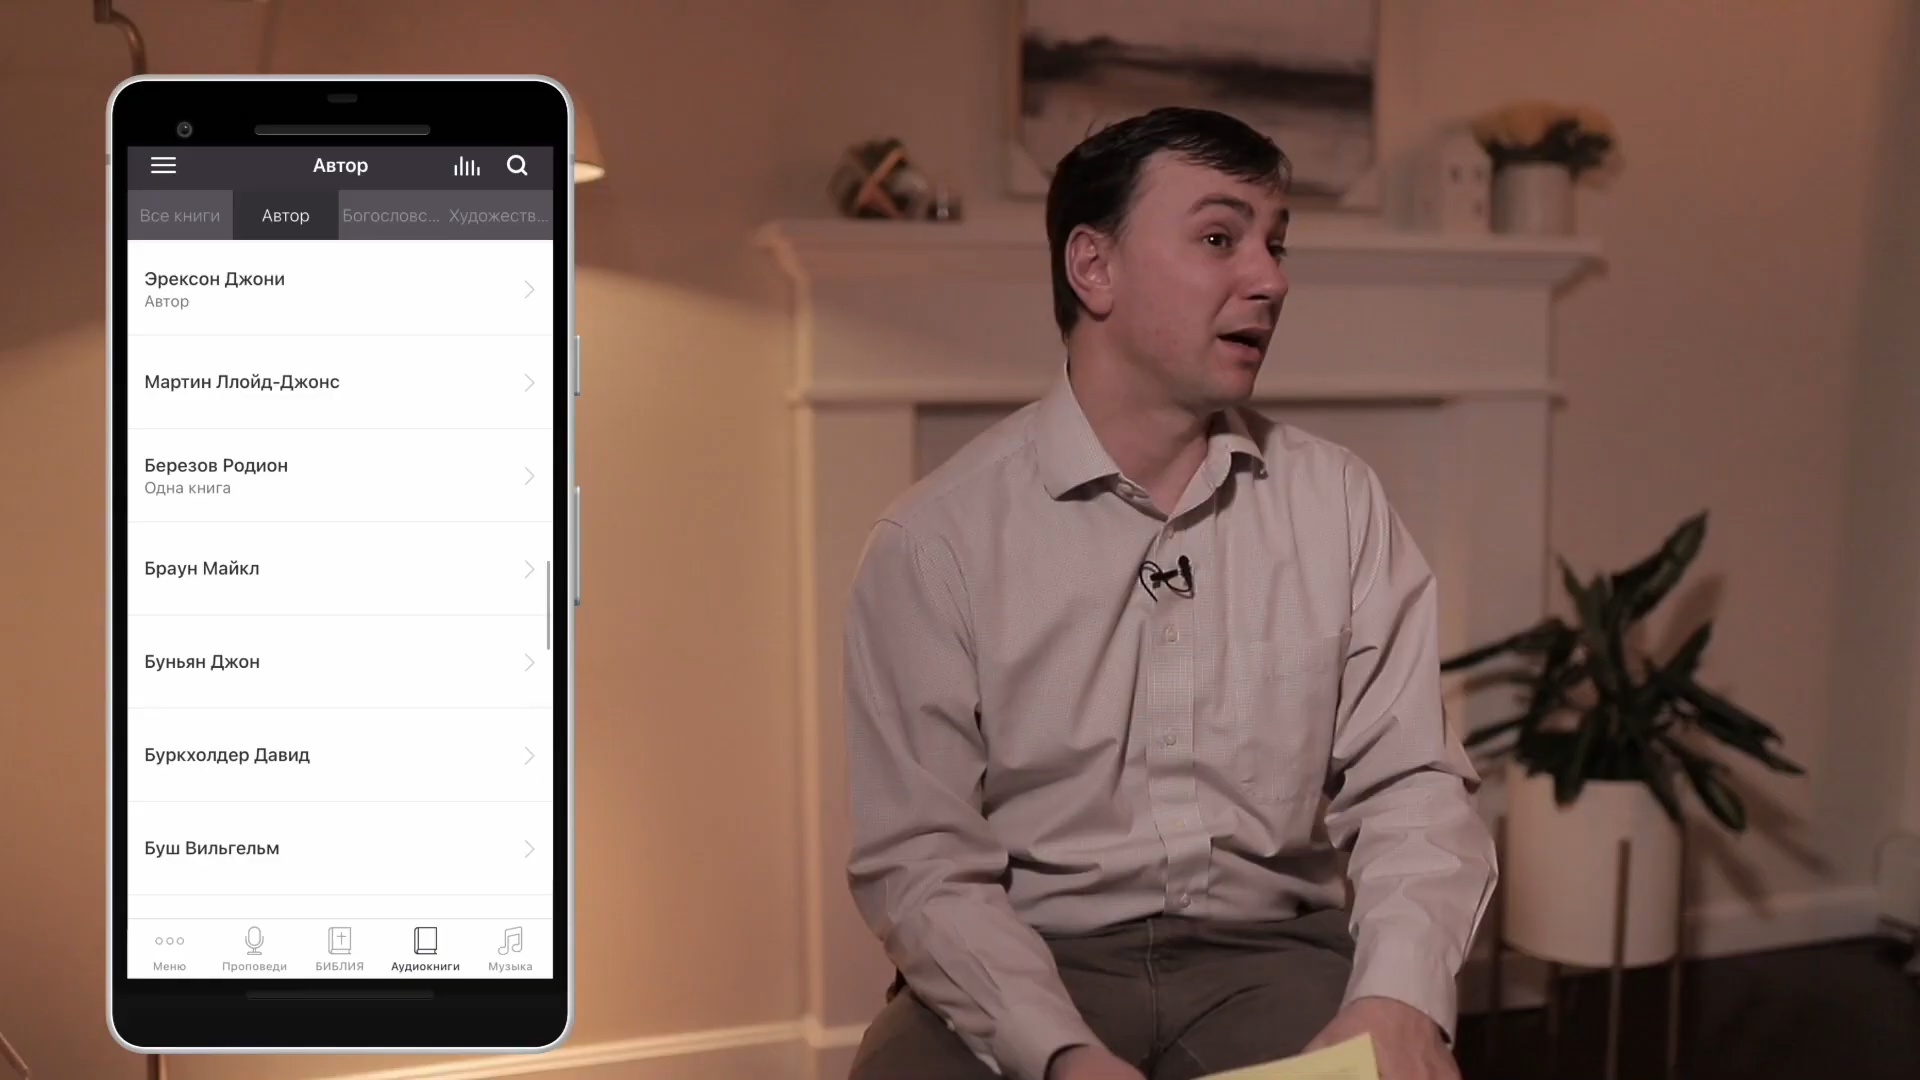 Автор
Все книги
Автор
Богословс...
Художеств...
Эрексон Джони
Автор
Мартин Ллойд-Джонс
Березов Родион
Одна книга
Браун Майкл
Буньян Джон
Буркхолдер Давид
Буш Вильгельм
Меню
Проповеди
БИБЛИЯ
Аудиокниги
Музыка